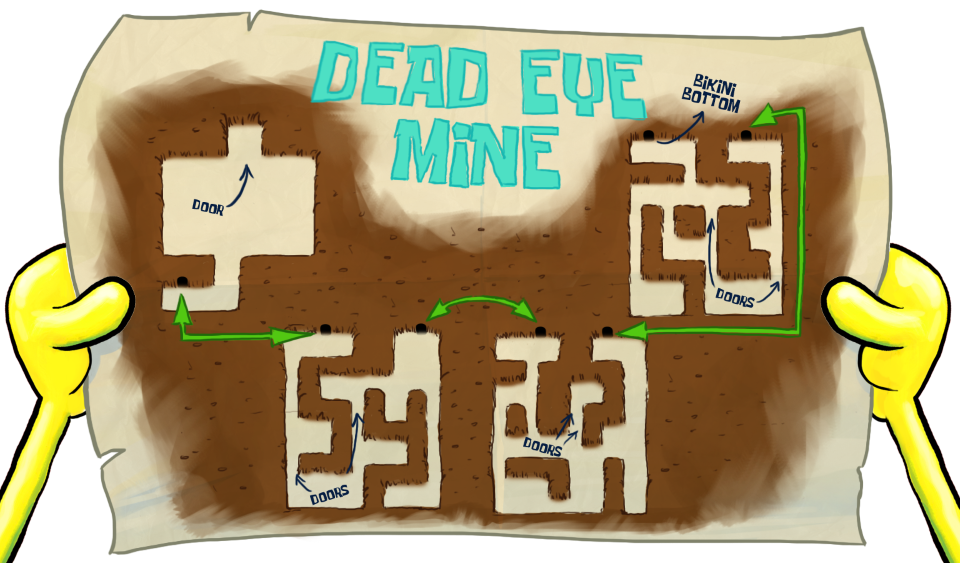 DEAD EYE
MINE
BiKiNi
BOTTOM
DOOR
DOORS
DOORS
DOORS